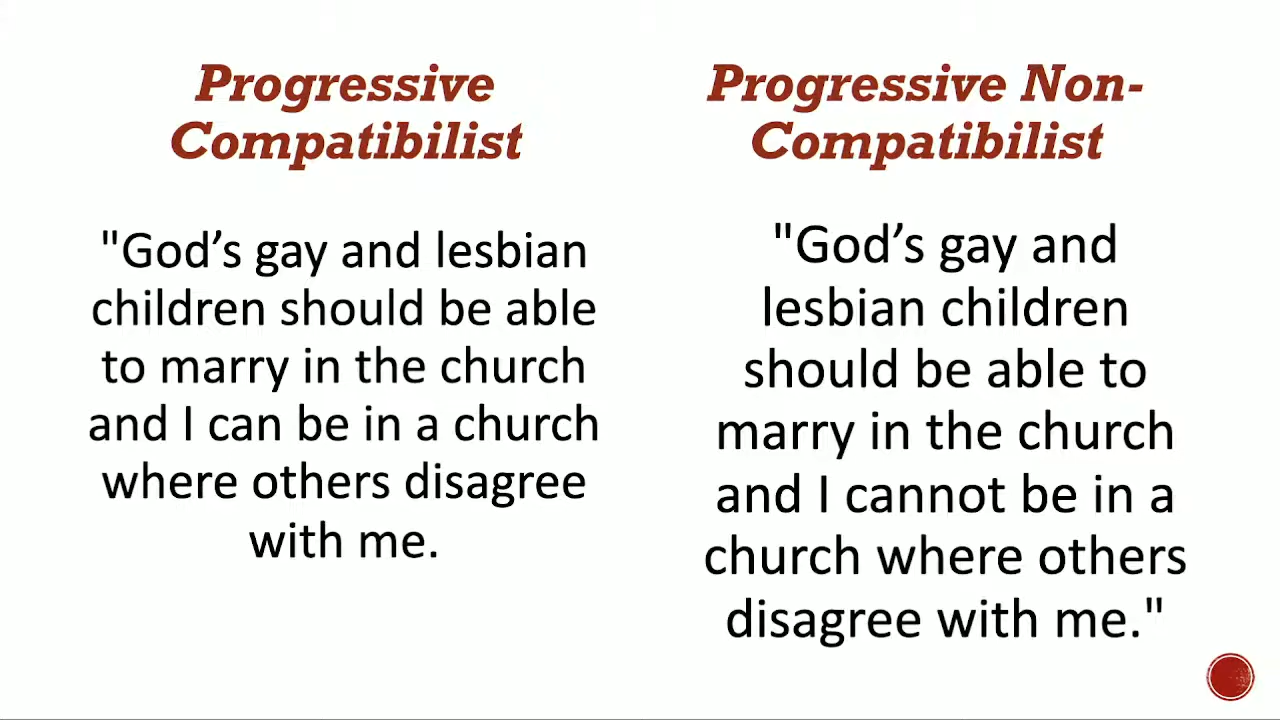 Progressive
Compatibilist
"God’s gay and lesbian
children should be able
to marry in the church
and I can be in a church
where others disagree
with me.
Progressive Non-
Compatibilist
"God’s gay and
lesbian children
should be able to
marry in the church
and I cannot be in a
church where others
disagree with me."